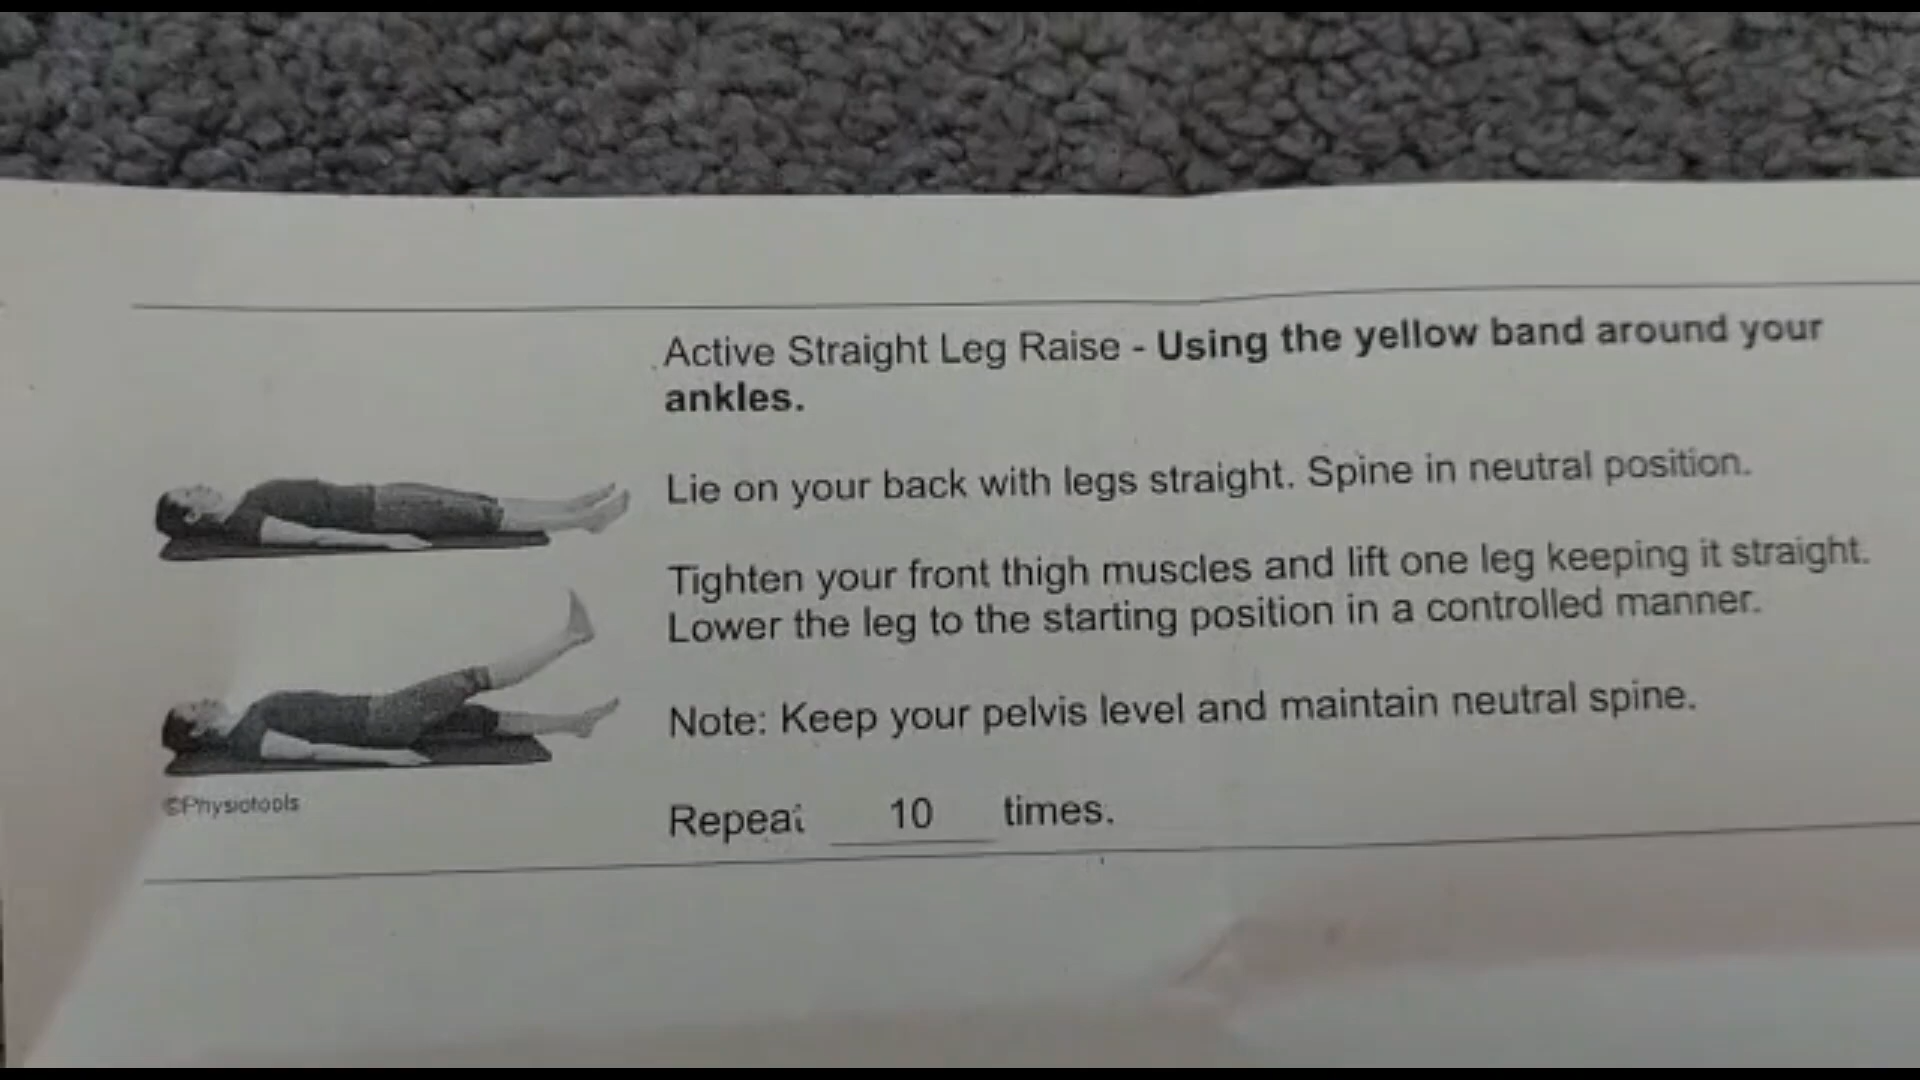 Active Straight Leg Raise - Using the yellow band around your
ankles.
Lie on your back with legs straight. Spine in neutral position.
Tighten your front thigh muscles and lift one leg keeping it straight.
Lower the leg to the starting position in a controlled manner.
Note: Keep your pelvis level and maintain neutral spine.
©Physiotools
Repeat 10 times.